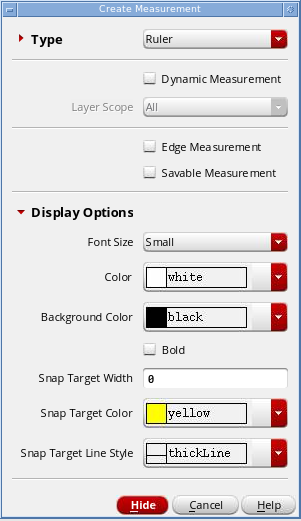 Create Measurement
Type Ruler
Dynamic Measurement
Layer Scope All
Edge Measurement
Savable Measurement
Display Options
Font Size Small
Color white
Background Color black
Bold
Snap Target Width 0
Snap Target Color yellow
Snap Target Line Style thickLine
Hide Cancel Help